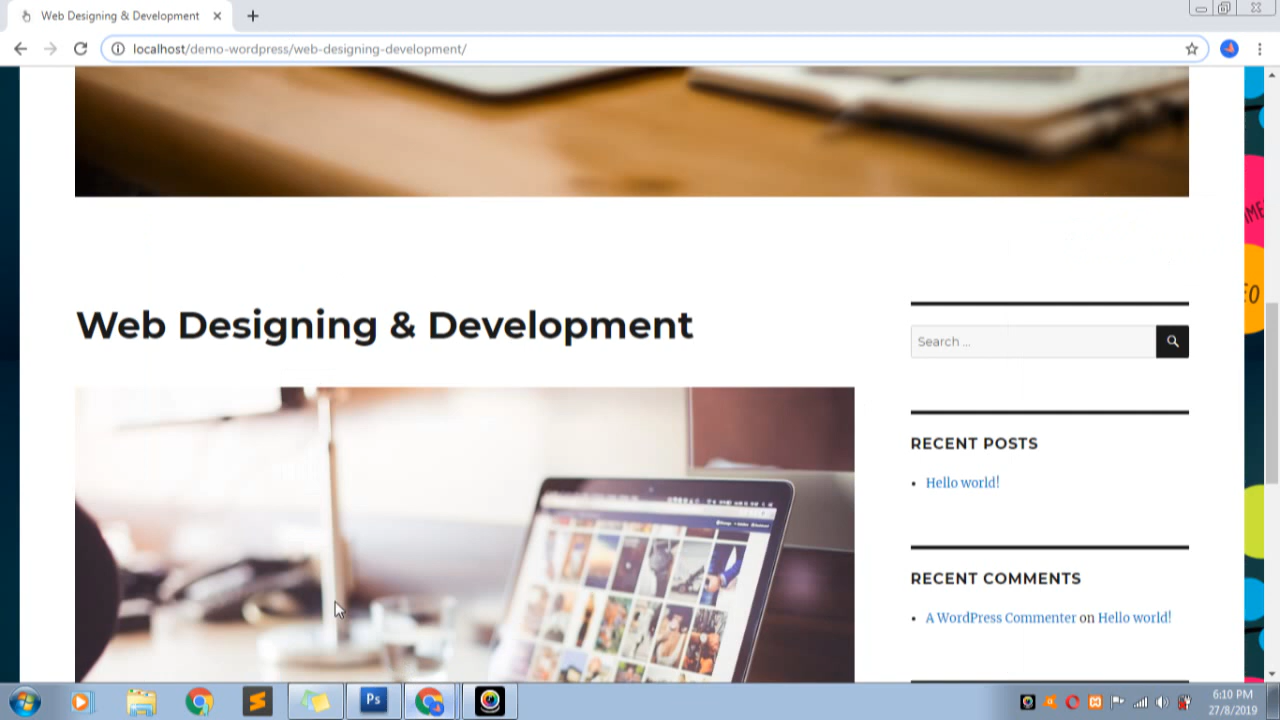 Web Designing & Development
localhost/demo-wordpress/web-designing-development/
Web Designing & Development
Search ...
RECENT POSTS
Hello world!
RECENT COMMENTS
A WordPress Commenter on Hello world!
Ps
6:10 PM
27/8/2019